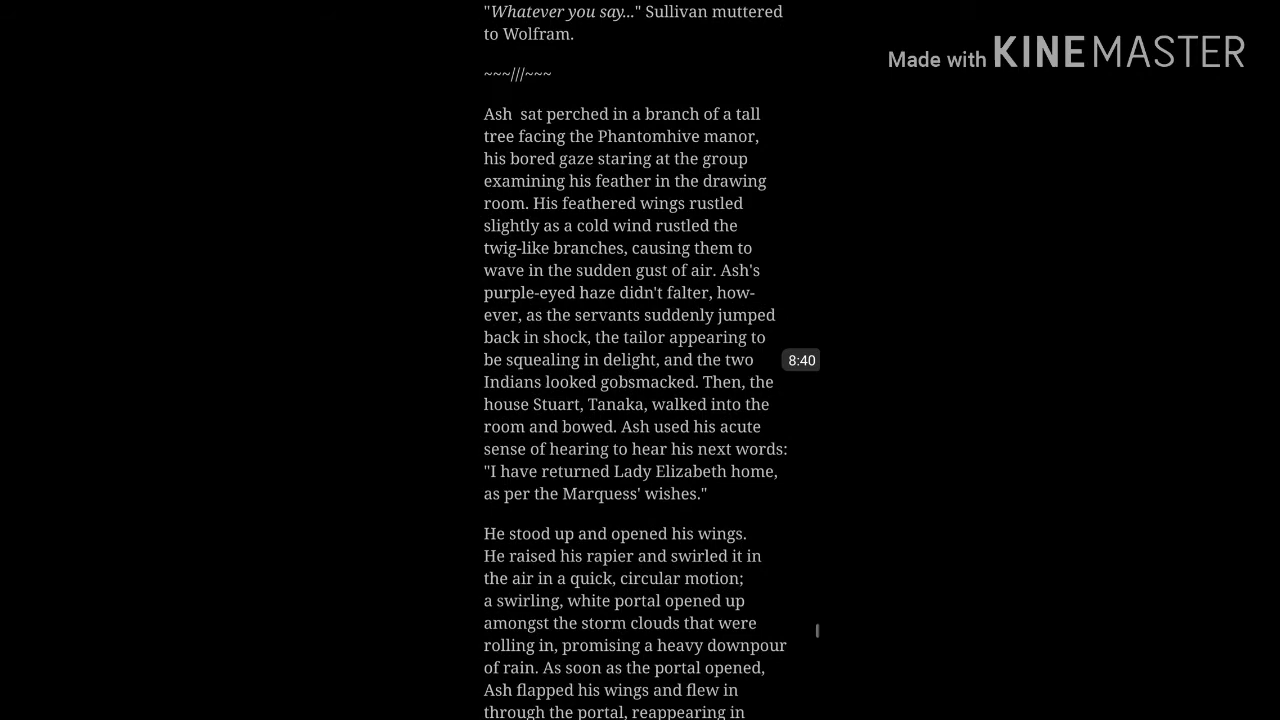 "Whatever you say..." Sullivan muttered
to Wolfram.
Made with KINEMASTER
~~~///~~~
Ash  sat perched in a branch of a tall
tree facing the Phantomhive manor,
his bored gaze staring at the group
examining his feather in the drawing
room. His feathered wings rustled
slightly as a cold wind rustled the
twig-like branches, causing them to
wave in the sudden gust of air. Ash's
purple-eyed haze didn't falter, how-
ever, as the servants suddenly jumped
back in shock, the tailor appearing to
be squealing in delight, and the two
8:40
Indians looked gobsmacked. Then, the
house Stuart, Tanaka, walked into the
room and bowed. Ash used his acute
sense of hearing to hear his next words:
"I have returned Lady Elizabeth home,
as per the Marquess' wishes."
He stood up and opened his wings.
He raised his rapier and swirled it in
the air in a quick, circular motion;
a swirling, white portal opened up
amongst the storm clouds that were
rolling in, promising a heavy downpour
of rain. As soon as the portal opened,
Ash flapped his wings and flew in
through the portal, reappearing in